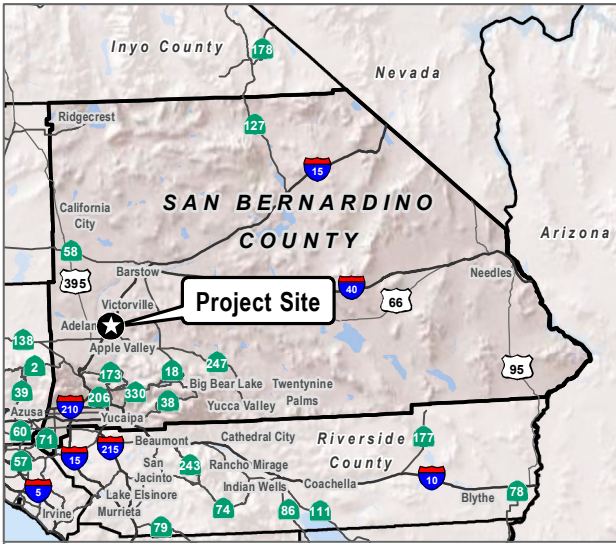 Inyo County
178
Nevada
Ridgecrest
127
15
SAN BERNARDINO
COUNTY
California
City
Arizona
58
Barstow
Needles
395
40
66
Victorville
Project Site
Adelan
138
Apple Valley
95
2
173
18
247
39
206
330
38
Big Bear Lake
Twentynine
Palms
Azusa
210
Yucaipa
Yucca Valley
60
71
15
215
Beaumont
Cathedral City
Riverside
County
177
57
San
Jacinto
243
Rancho Mirage
5
Lake Elsinore
Indian Wells
Coachella
10
Blythe
78
Irvine
Murrieta
79
74
86
111